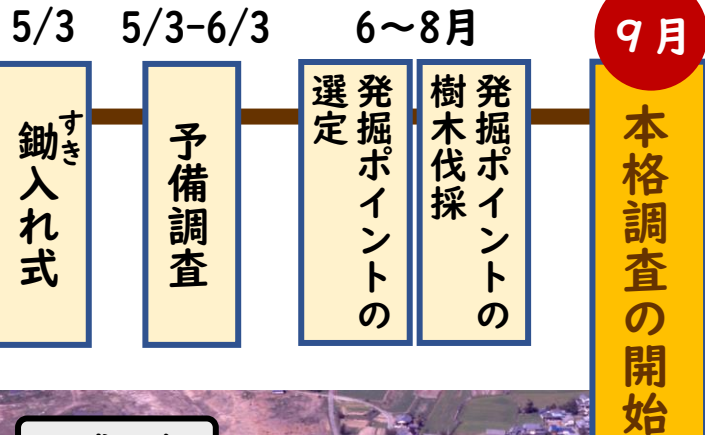 5/3
5/3-6/3
6～8月
9月
鋤入れ式
すき
予備調査
発掘ポイントの
選定
発掘ポイントの
樹木伐採
本格調査の開始